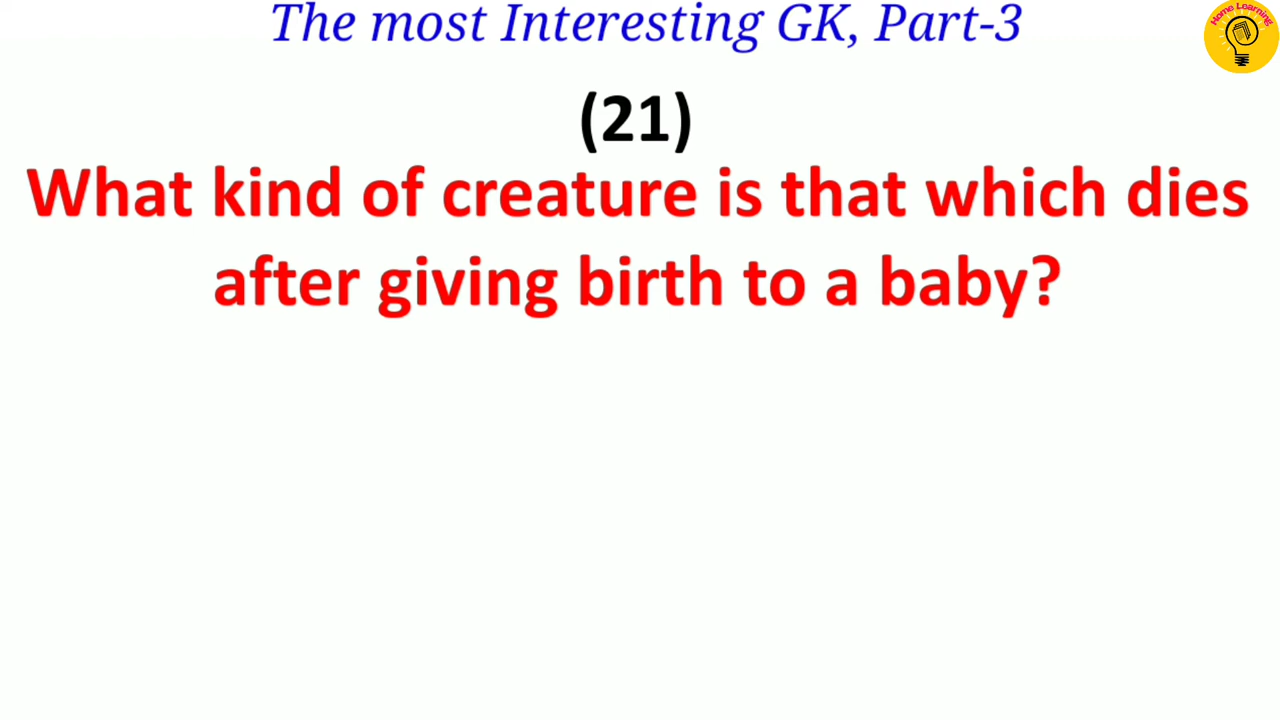 The most Interesting GK, Part-3
Home Learning
(21)
What kind of creature is that which dies
after giving birth to a baby?